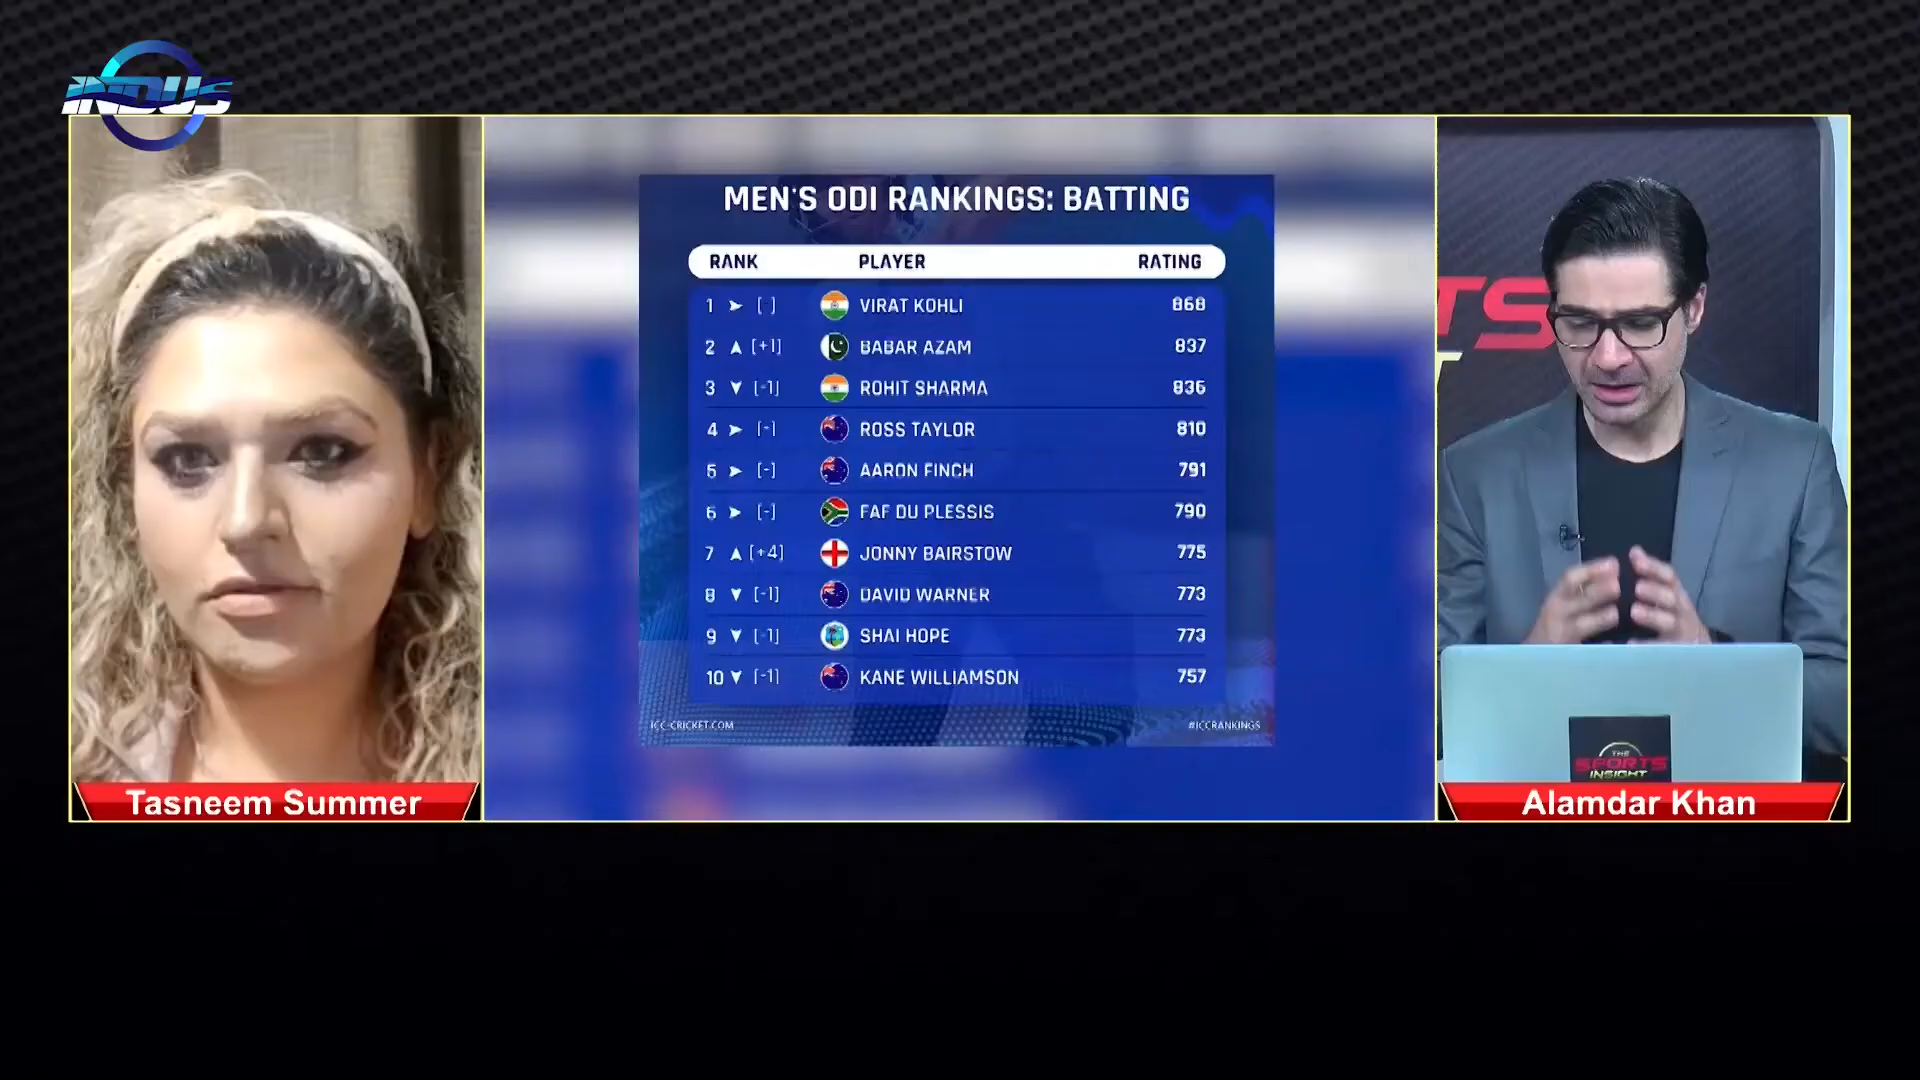 INDUS
MEN'S ODI RANKINGS: BATTING
RANK PLAYER RATING
1 [-] VIRAT KOHLI 868
2 [+1] BABAR AZAM 837
3 [-1] ROHIT SHARMA 836
4 [-] ROSS TAYLOR 810
5 [-] AARON FINCH 791
6 [-] FAF DU PLESSIS 790
7 [+4] JONNY BAIRSTOW 775
8 [-1] DAVID WARNER 773
9 [-1] SHAI HOPE 773
10 [-1] KANE WILLIAMSON 757
ICC-CRICKET.COM #ICCRANKINGS
THE
SPORTS
INSIGHT
Tasneem Summer
Alamdar Khan